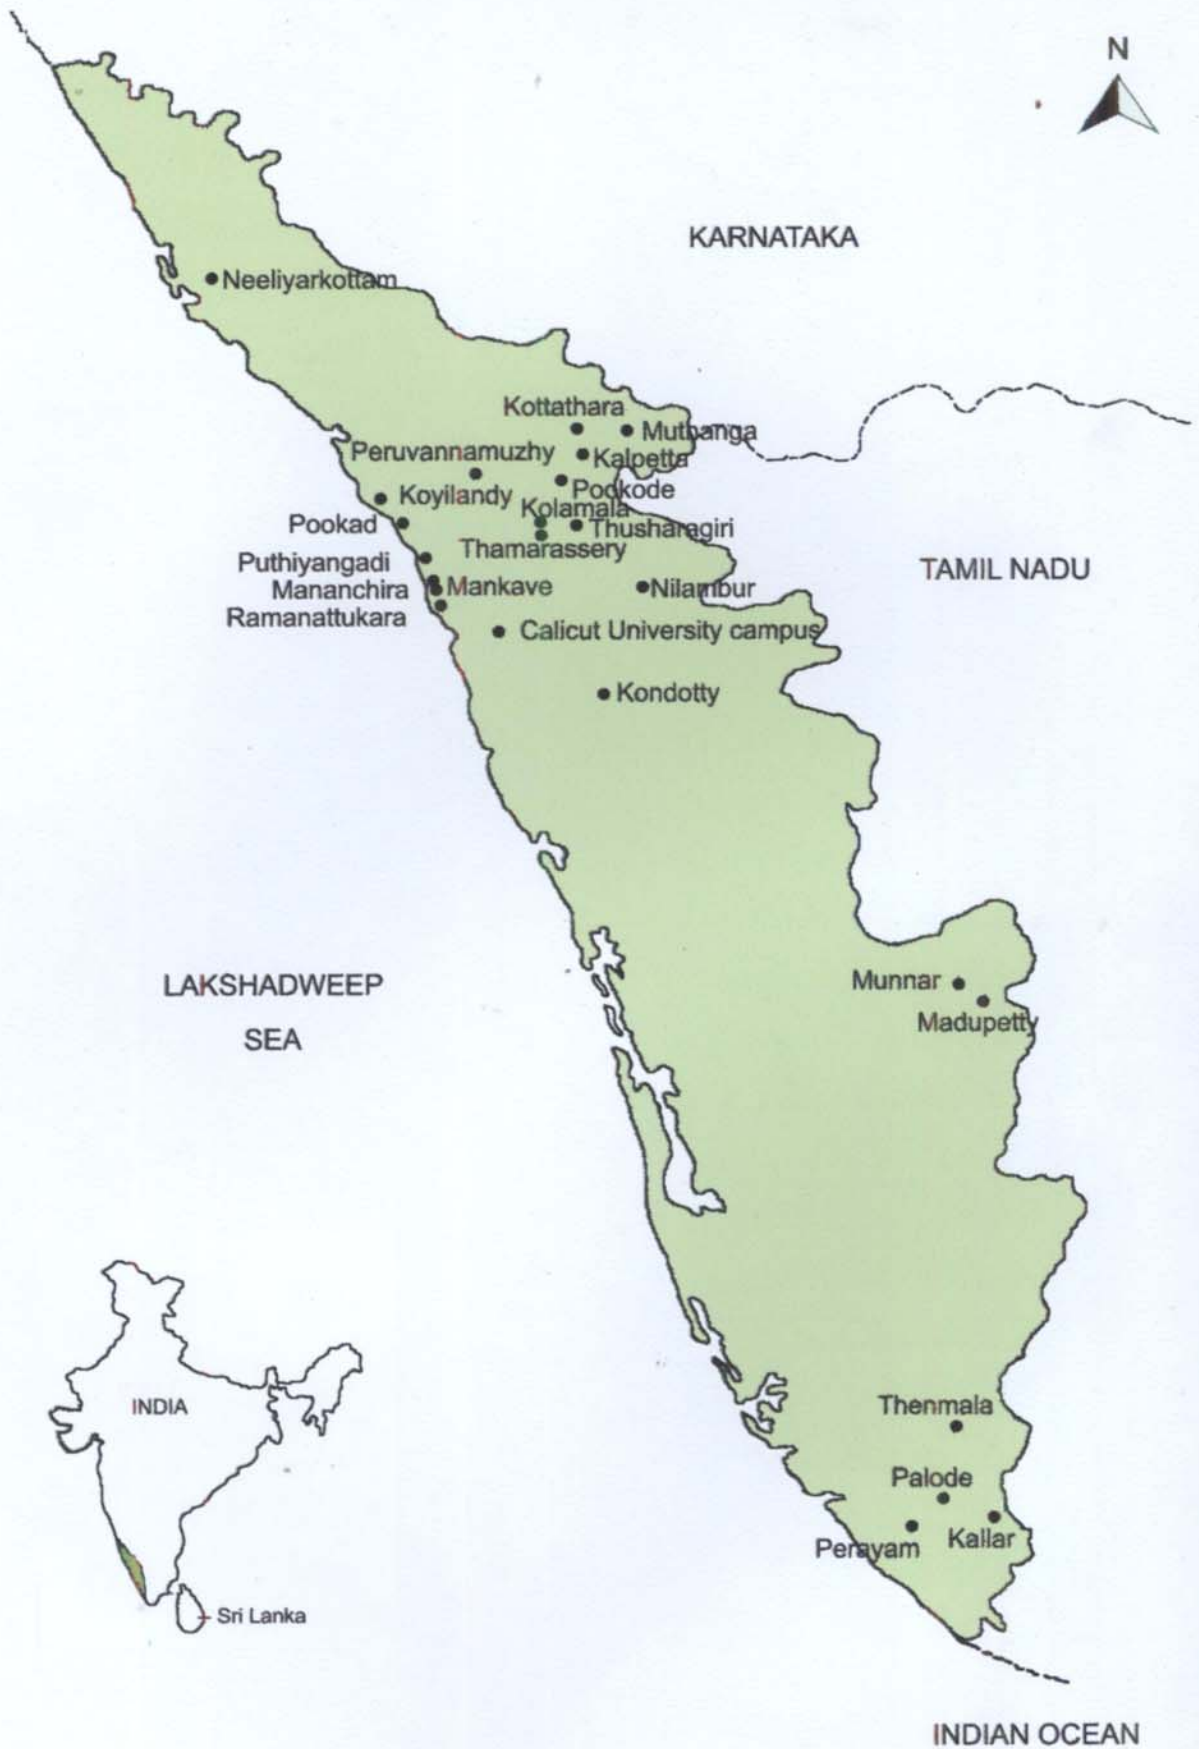 N
KARNATAKA
Neeliyarkottam
Kottathara
Muthanga
Peruvannamuzhy
Kalpetta
Pookode
Koyilandy
Kolamala
Pookad
Thusharagiri
Thamarassery
Puthiyangadi
TAMIL NADU
Mananchira
Mankave
Nilambur
Ramanattukara
Calicut University campus
Kondotty
LAKSHADWEEP
SEA
Munnar
Madupetty
INDIA
Thenmala
Palode
Kallar
Perayam
Sri Lanka
INDIAN OCEAN